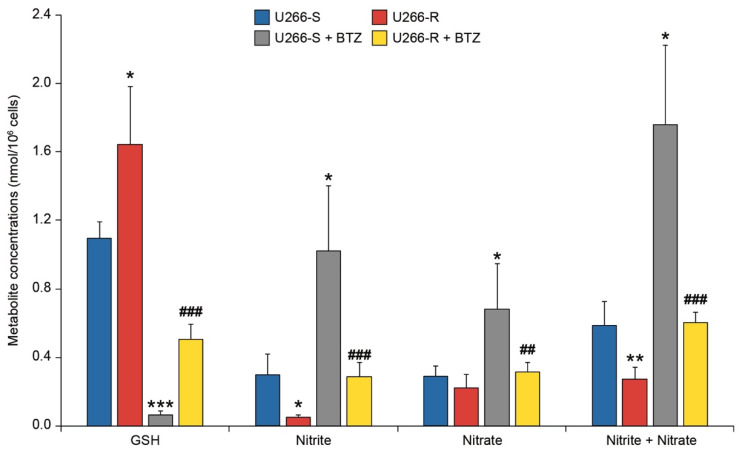 U266-S U266-R
U266-S + BTZ U266-R + BTZ
Metabolite concentrations (nmol/10⁶ cells)
2.4
2.0
1.6
1.2
0.8
0.4
0.0
* *** ###
* * ###
* ##
** * ###
GSH Nitrite Nitrate Nitrite + Nitrate